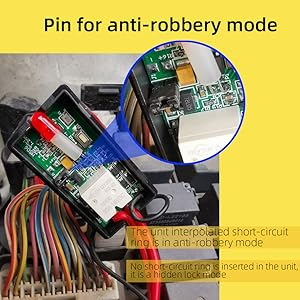 Pin for anti-robbery mode
The unit interpolated short-circuit
ring is in anti-robbery mode
No short-circuit ring is inserted in the unit,
it is a hidden lock mode